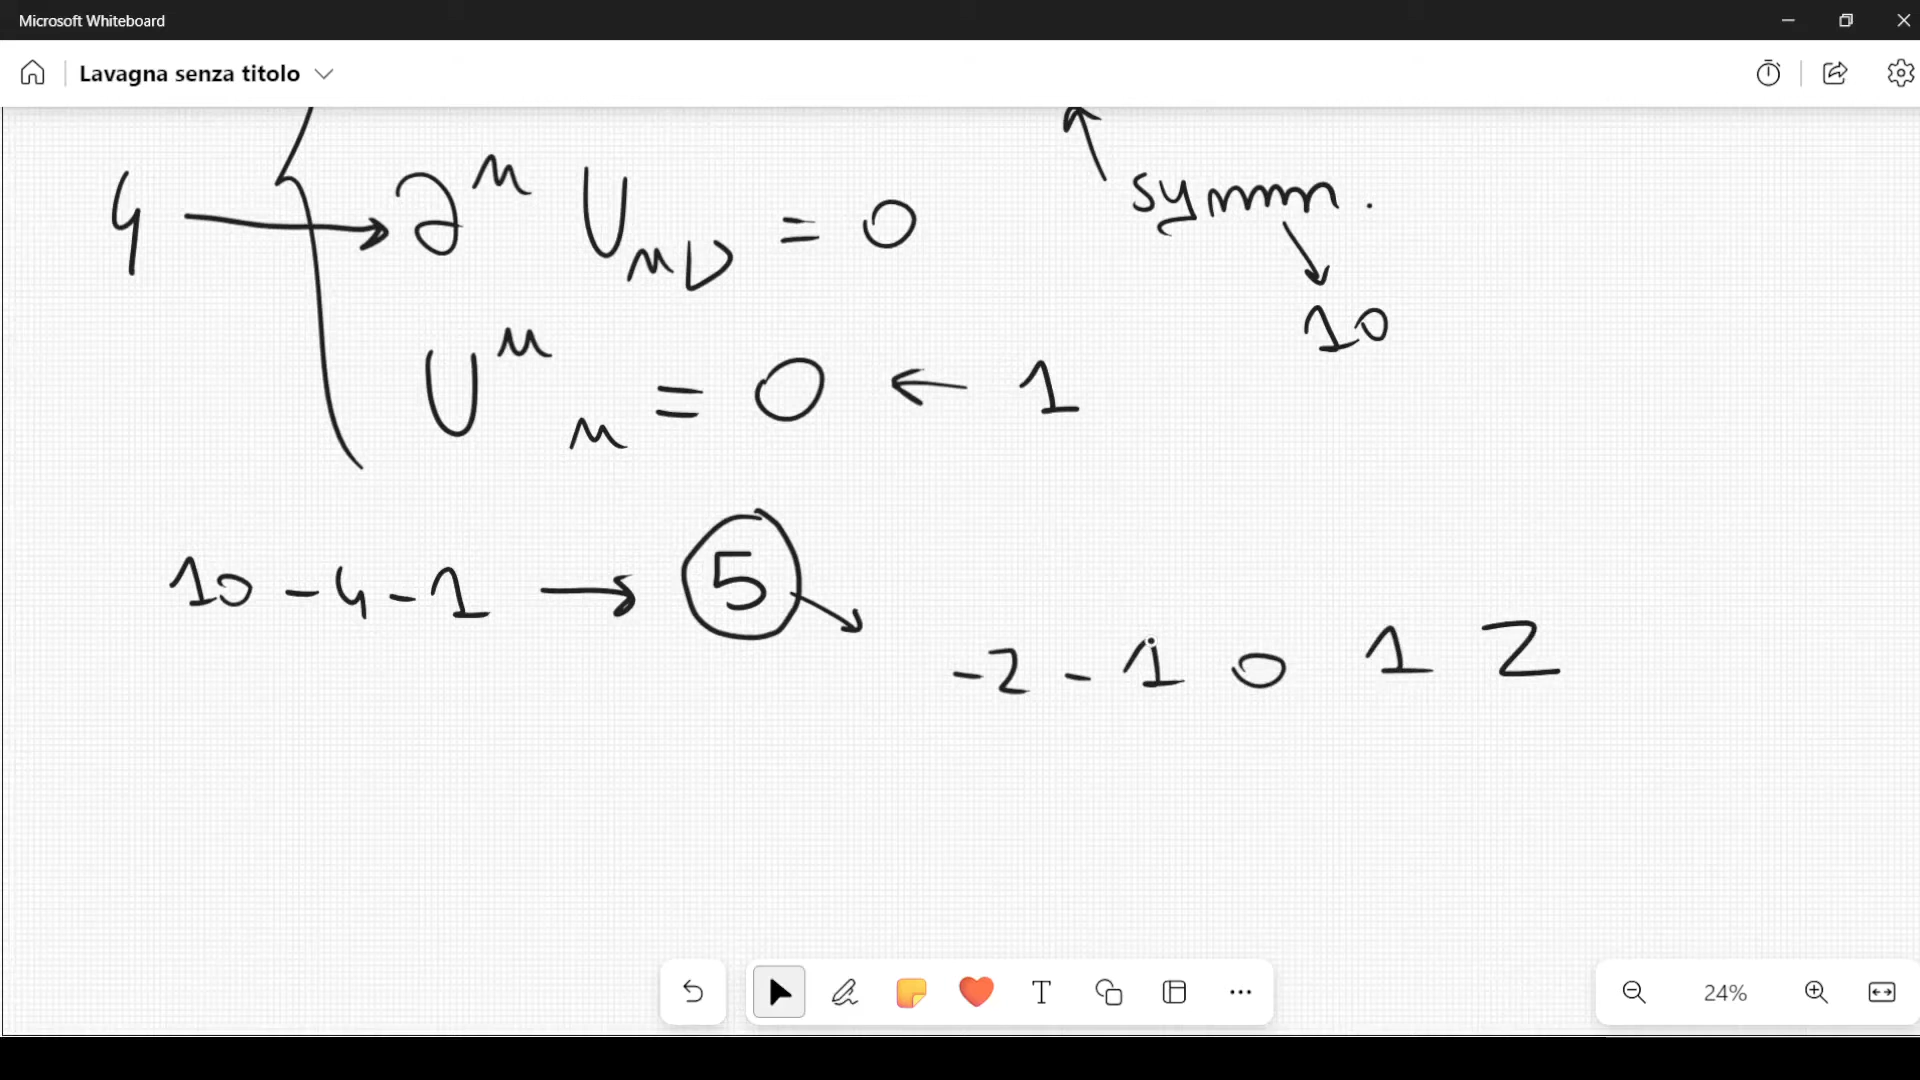 Microsoft Whiteboard
Lavagna senza titolo
4 → ∂^μ U_μν = 0
symm.
10
U^μ_μ = 0 ← 1
10 - 4 - 1 → 5
-2 -1 0 1 2
24%